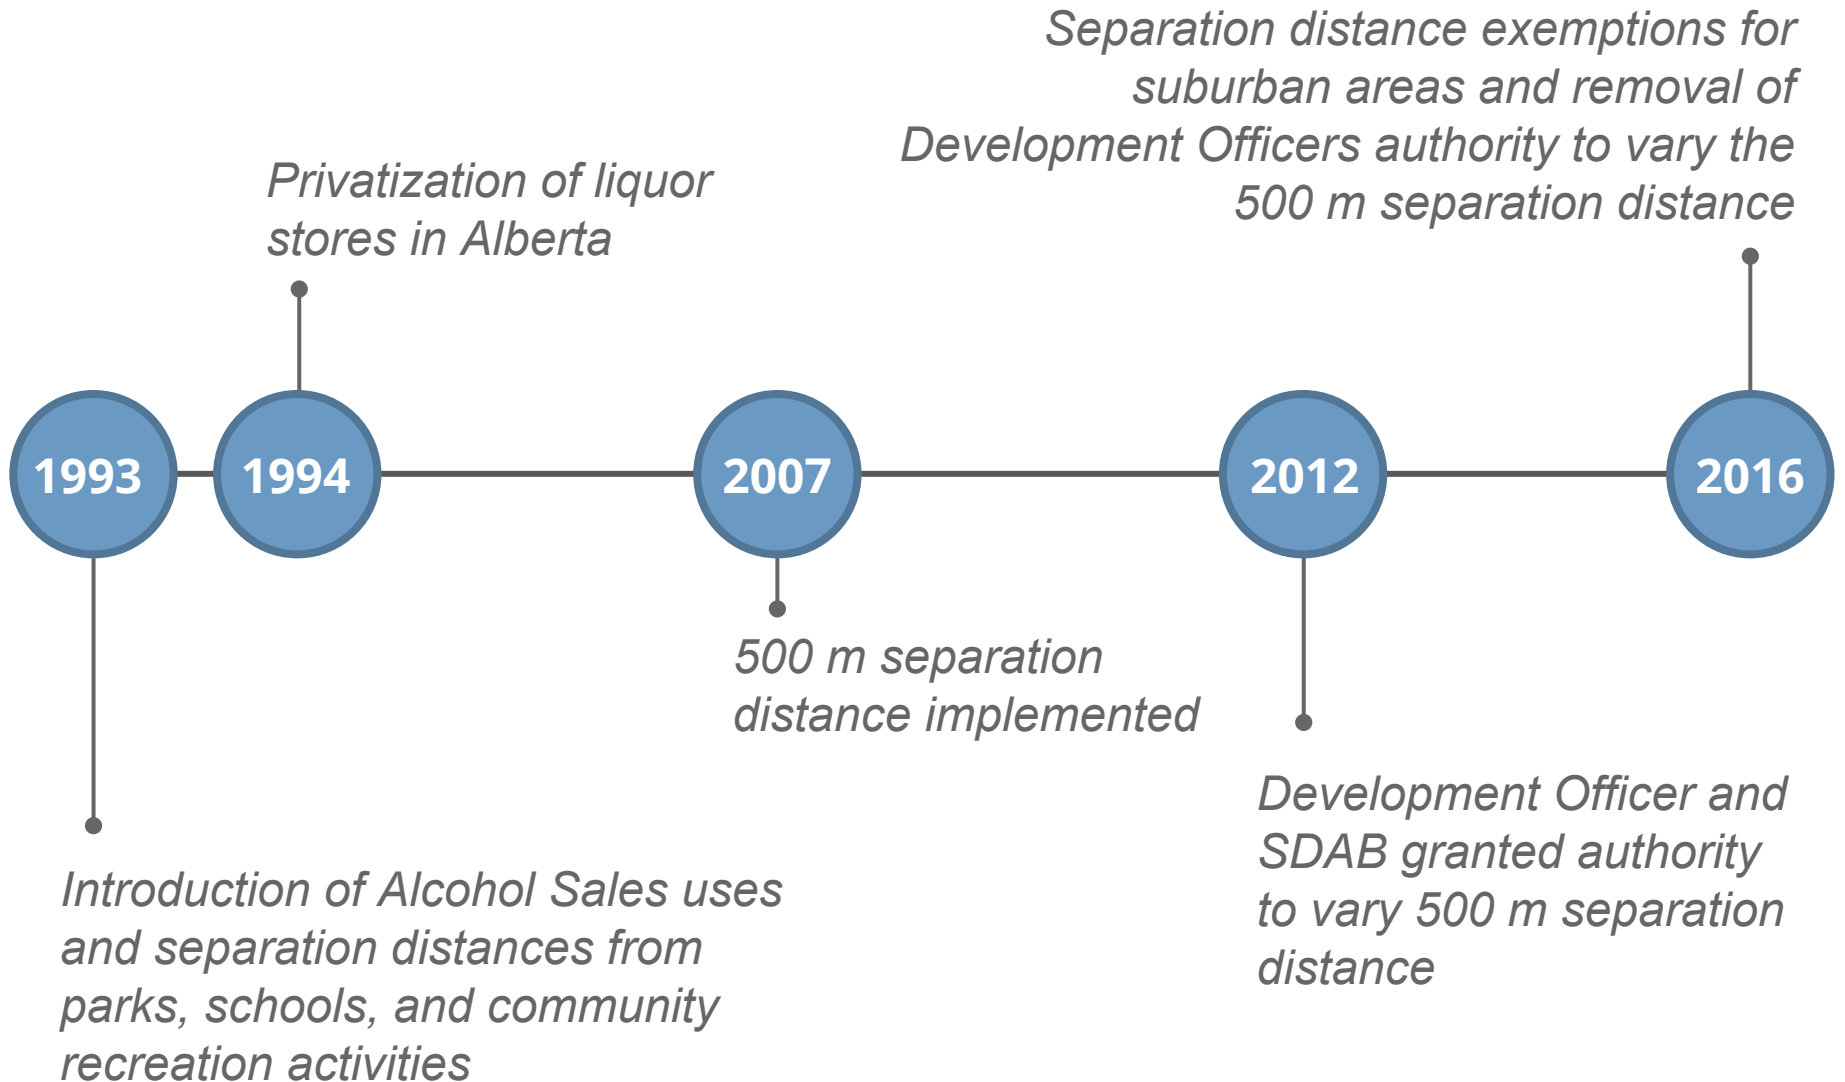 Separation distance exemptions for
suburban areas and removal of
Development Officers authority to vary the
500 m separation distance
Privatization of liquor
stores in Alberta
1993
1994
2007
2012
2016
500 m separation
distance implemented
Development Officer and
SDAB granted authority
to vary 500 m separation
distance
Introduction of Alcohol Sales uses
and separation distances from
parks, schools, and community
recreation activities